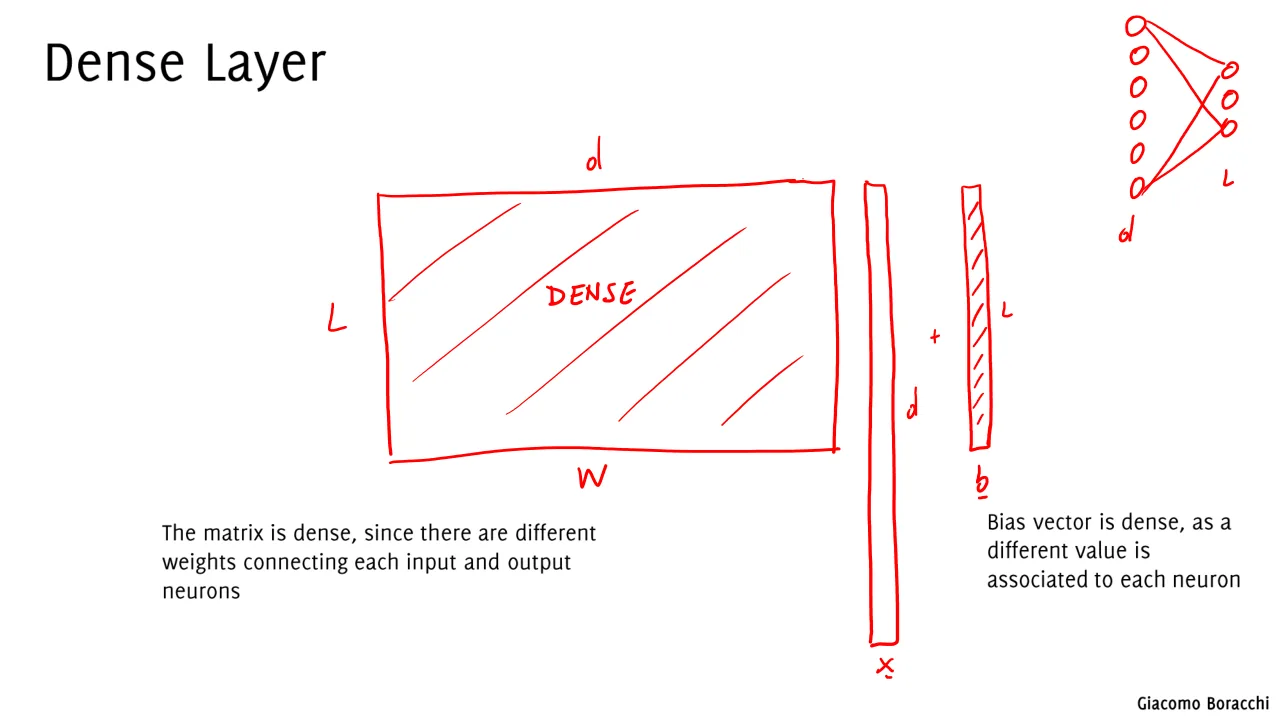 Dense Layer
d
L
DENSE
W
d
x
+
L
b
d
L
The matrix is dense, since there are different
weights connecting each input and output
neurons
Bias vector is dense, as a
different value is
associated to each neuron
Giacomo Boracchi